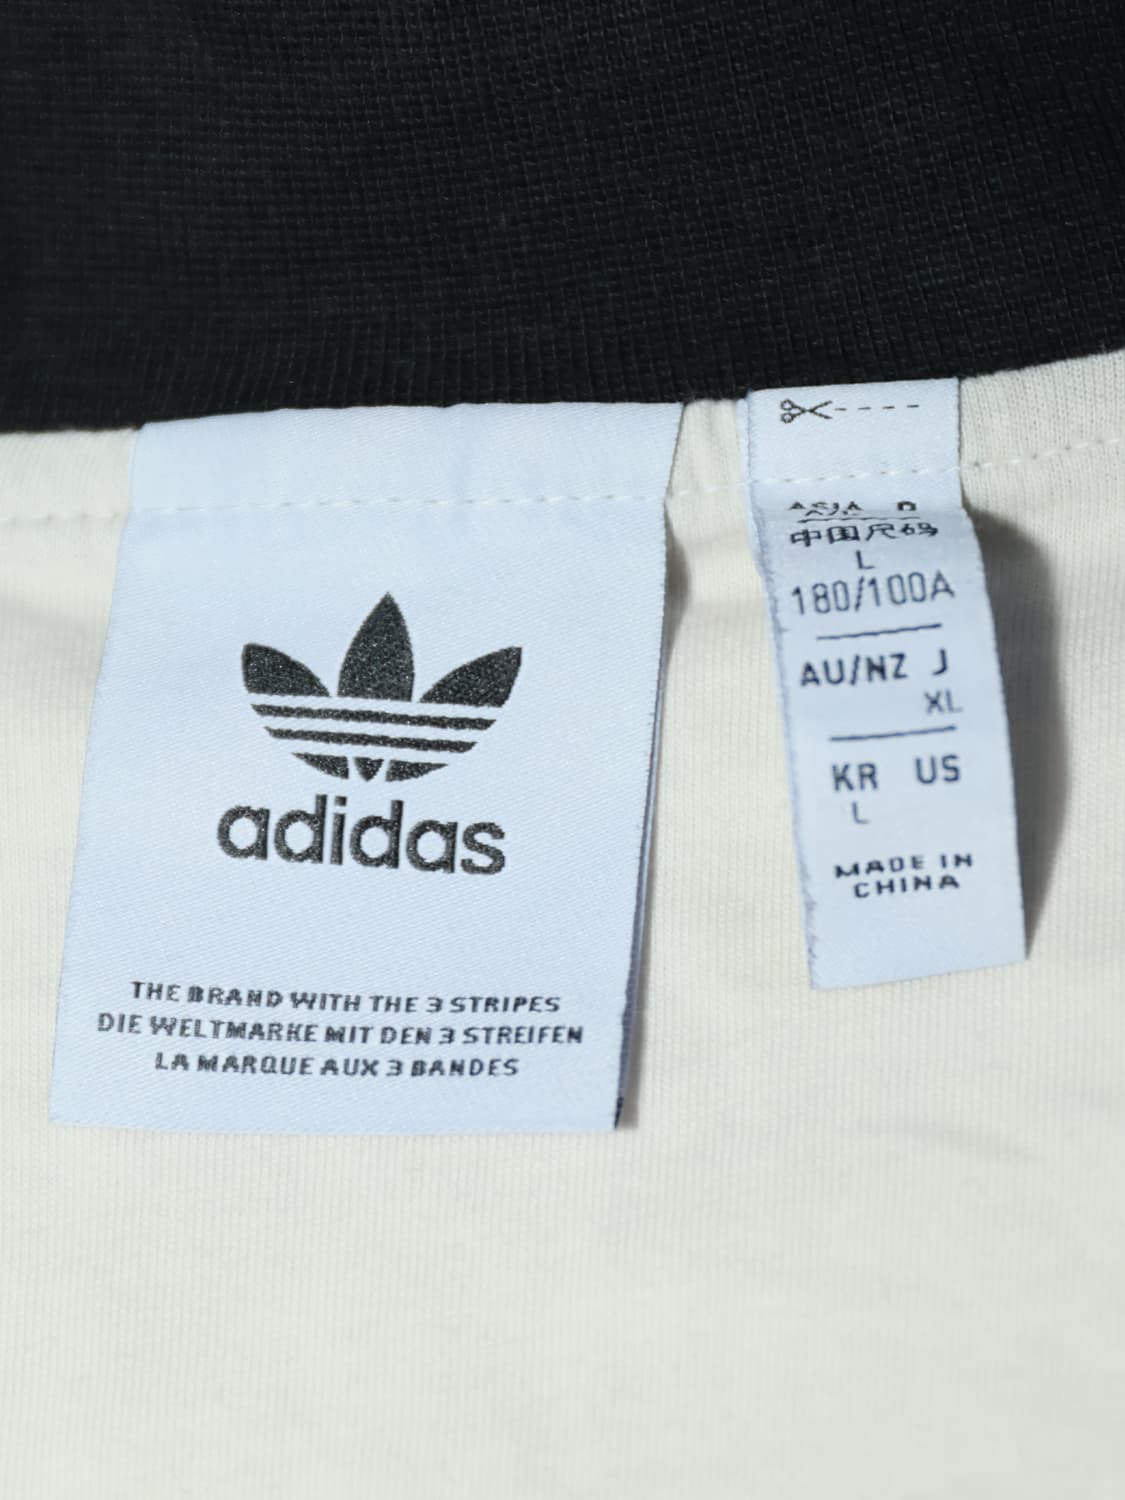 adidas
THE BRAND WITH THE 3 STRIPES
DIE WELTMARKE MIT DEN 3 STREIFEN
LA MARQUE AUX 3 BANDES
中国尺码
L
180/100A
AU/NZ J
XL
KR US
L
MADE IN
CHINA